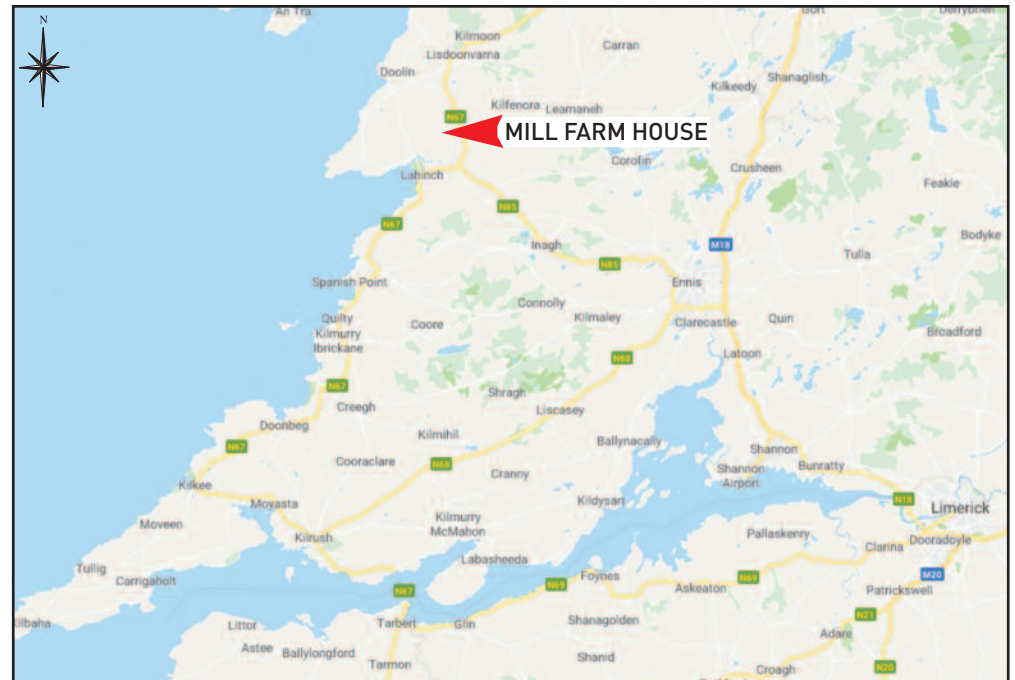 An Tra
Gort
Derrybrien
N
Kilmoon
Carran
Lisdoonvarna
Doolin
Shanaglish
Kilkeedy
Kilfenora
Leamaneh
N67
MILL FARM HOUSE
Corofin
Crusheen
Lahinch
Feakle
N85
N67
Bodyke
Inagh
M18
Tulla
N85
Spanish Point
Ennis
Connolly
Quilty
Kilmaley
Quin
Coore
Clarecastle
Kilmurry
Ibrickane
Broadford
N68
Latoon
N67
Shragh
Creegh
Liscasey
Doonbeg
Kilmihil
Ballynacally
N67
Shannon
Cooraclare
N68
Bunratty
Cranny
Shannon
Airport
Kilkee
Moyasta
Kildysart
N18
Limerick
Moveen
Kilmurry
McMahon
Kilrush
Pallaskenry
Dooradoyle
Clarina
Labasheeda
Tullig
Carrigaholt
Foynes
N69
N69
M20
N67
Askeaton
Patrickswell
Kilbaha
Littor
Tarbert
Glin
Shanagolden
N21
Adare
Astee
Ballylongford
Shanid
Tarmon
Croagh
N20